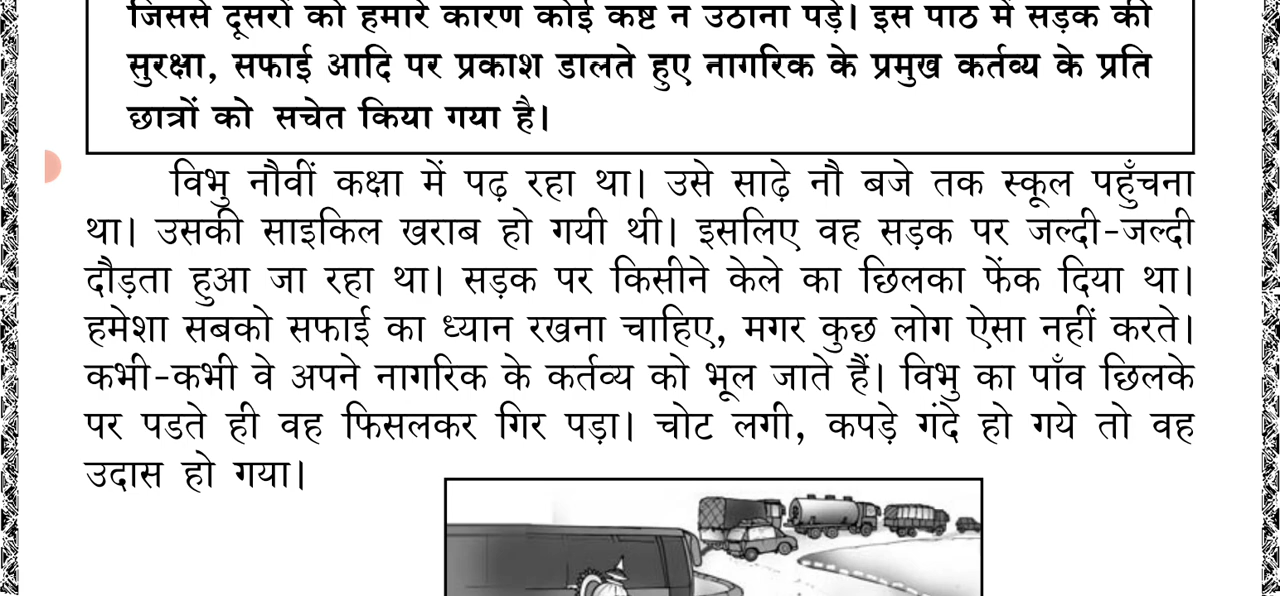 जिससे दूसरों को हमारे कारण कोई कष्ट न उठाना पड़े। इस पाठ में सड़क की
सुरक्षा, सफाई आदि पर प्रकाश डालते हुए नागरिक के प्रमुख कर्तव्य के प्रति
छात्रों को सचेत किया गया है।
विभु नौवीं कक्षा में पढ़ रहा था। उसे साढ़े नौ बजे तक स्कूल पहुँचना
था। उसकी साइकिल खराब हो गयी थी। इसलिए वह सड़क पर जल्दी-जल्दी
दौड़ता हुआ जा रहा था। सड़क पर किसीने केले का छिलका फेंक दिया था।
हमेशा सबको सफाई का ध्यान रखना चाहिए, मगर कुछ लोग ऐसा नहीं करते।
कभी-कभी वे अपने नागरिक के कर्तव्य को भूल जाते हैं। विभु का पाँव छिलके
पर पडते ही वह फिसलकर गिर पड़ा। चोट लगी, कपड़े गंदे हो गये तो वह
उदास हो गया।